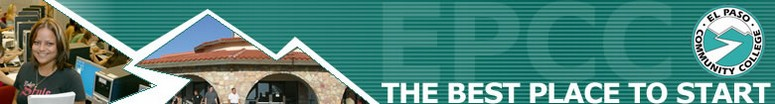 EPCC
EL PASO
COMMUNITY COLLEGE
THE BEST PLACE TO START